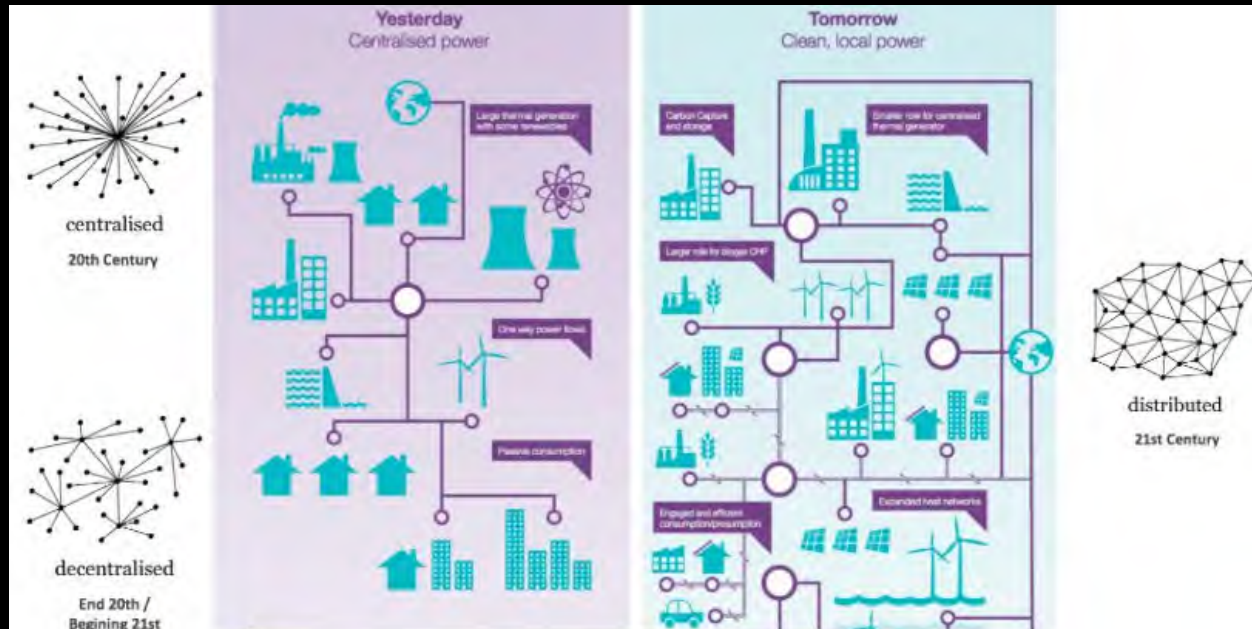 centralised
20th Century
decentralised
End 20th /
Begining 21st
Yesterday
Centralised power
Large thermal generation
with some renewables
One way power flows
Passive consumption
Tomorrow
Clean, local power
Carbon Capture
and storage
Smaller role for centralised
thermal generator
Larger role for biogas CHP
Engaged and efficient
consumption/prosumption
Expanded heat networks
distributed
21st Century